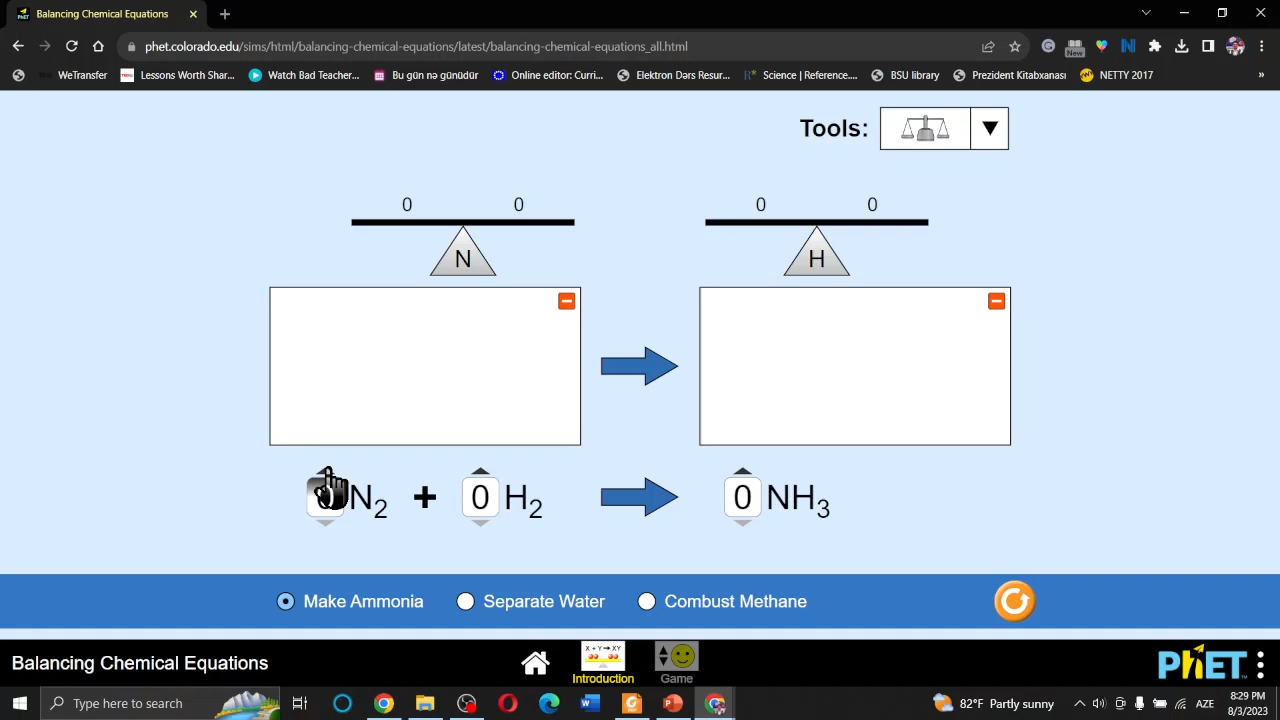 Balancing Chemical Equations
phet.colorado.edu/sims/html/balancing-chemical-equations/latest/balancing-chemical-equations_all.html
New
WeTransfer
Lessons Worth Shar...
Watch Bad Teacher...
Bu gün nə günüdür
Online editor: Curri...
Elektron Dərs Resur...
Science | Reference....
BSU library
Prezident Kitabxanası
NETTY 2017
»
Tools:
0 0 0 0
N H
N2 + 0 H2 0 NH3
Make Ammonia Separate Water Combust Methane
X + Y → XY
Balancing Chemical Equations
Introduction
Game
PhET
Type here to search
82°F Partly sunny
AZE
8:29 PM
8/3/2023